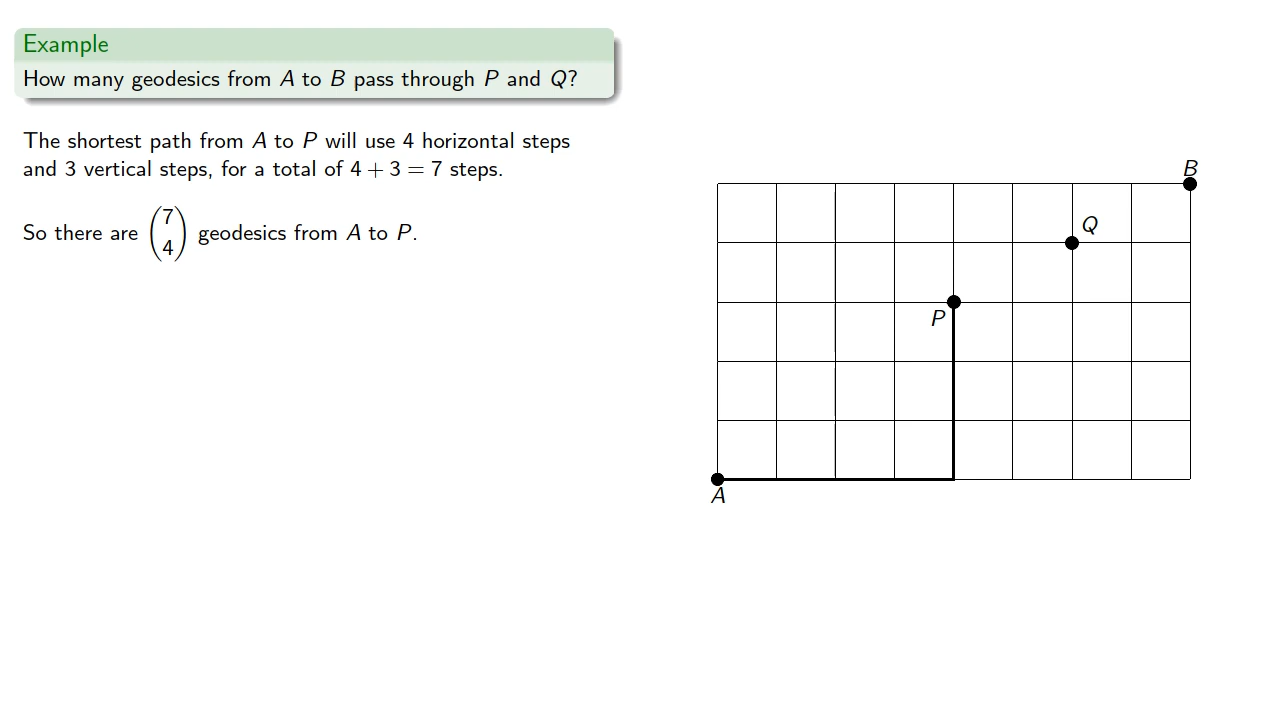 Example
How many geodesics from A to B pass through P and Q?
The shortest path from A to P will use 4 horizontal steps
and 3 vertical steps, for a total of 4 + 3 = 7 steps.
So there are (7 4) geodesics from A to P.
B
Q
P
A